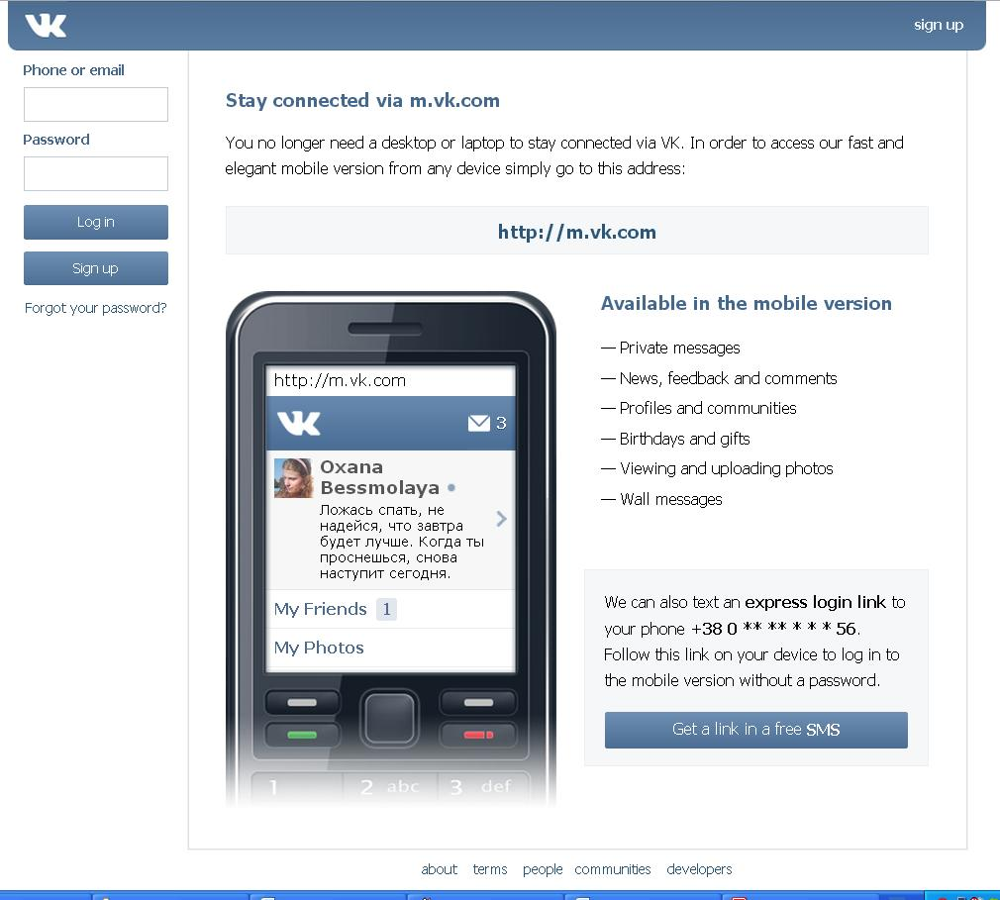 VK
sign up
Phone or email
Password
Log in
Sign up
Forgot your password?
Stay connected via m.vk.com
You no longer need a desktop or laptop to stay connected via VK. In order to access our fast and
elegant mobile version from any device simply go to this address:
http://m.vk.com
http://m.vk.com
VK
3
Oxana
Bessmolaya
Ложась спать, не
надейся, что завтра
будет лучше. Когда ты
проснешься, снова
наступит сегодня.
My Friends 1
My Photos
1 2 abc 3 def
Available in the mobile version
— Private messages
— News, feedback and comments
— Profiles and communities
— Birthdays and gifts
— Viewing and uploading photos
— Wall messages
We can also text an express login link to
your phone +38 0 ** ** * * * 56.
Follow this link on your device to log in to
the mobile version without a password.
Get a link in a free SMS
about terms people communities developers